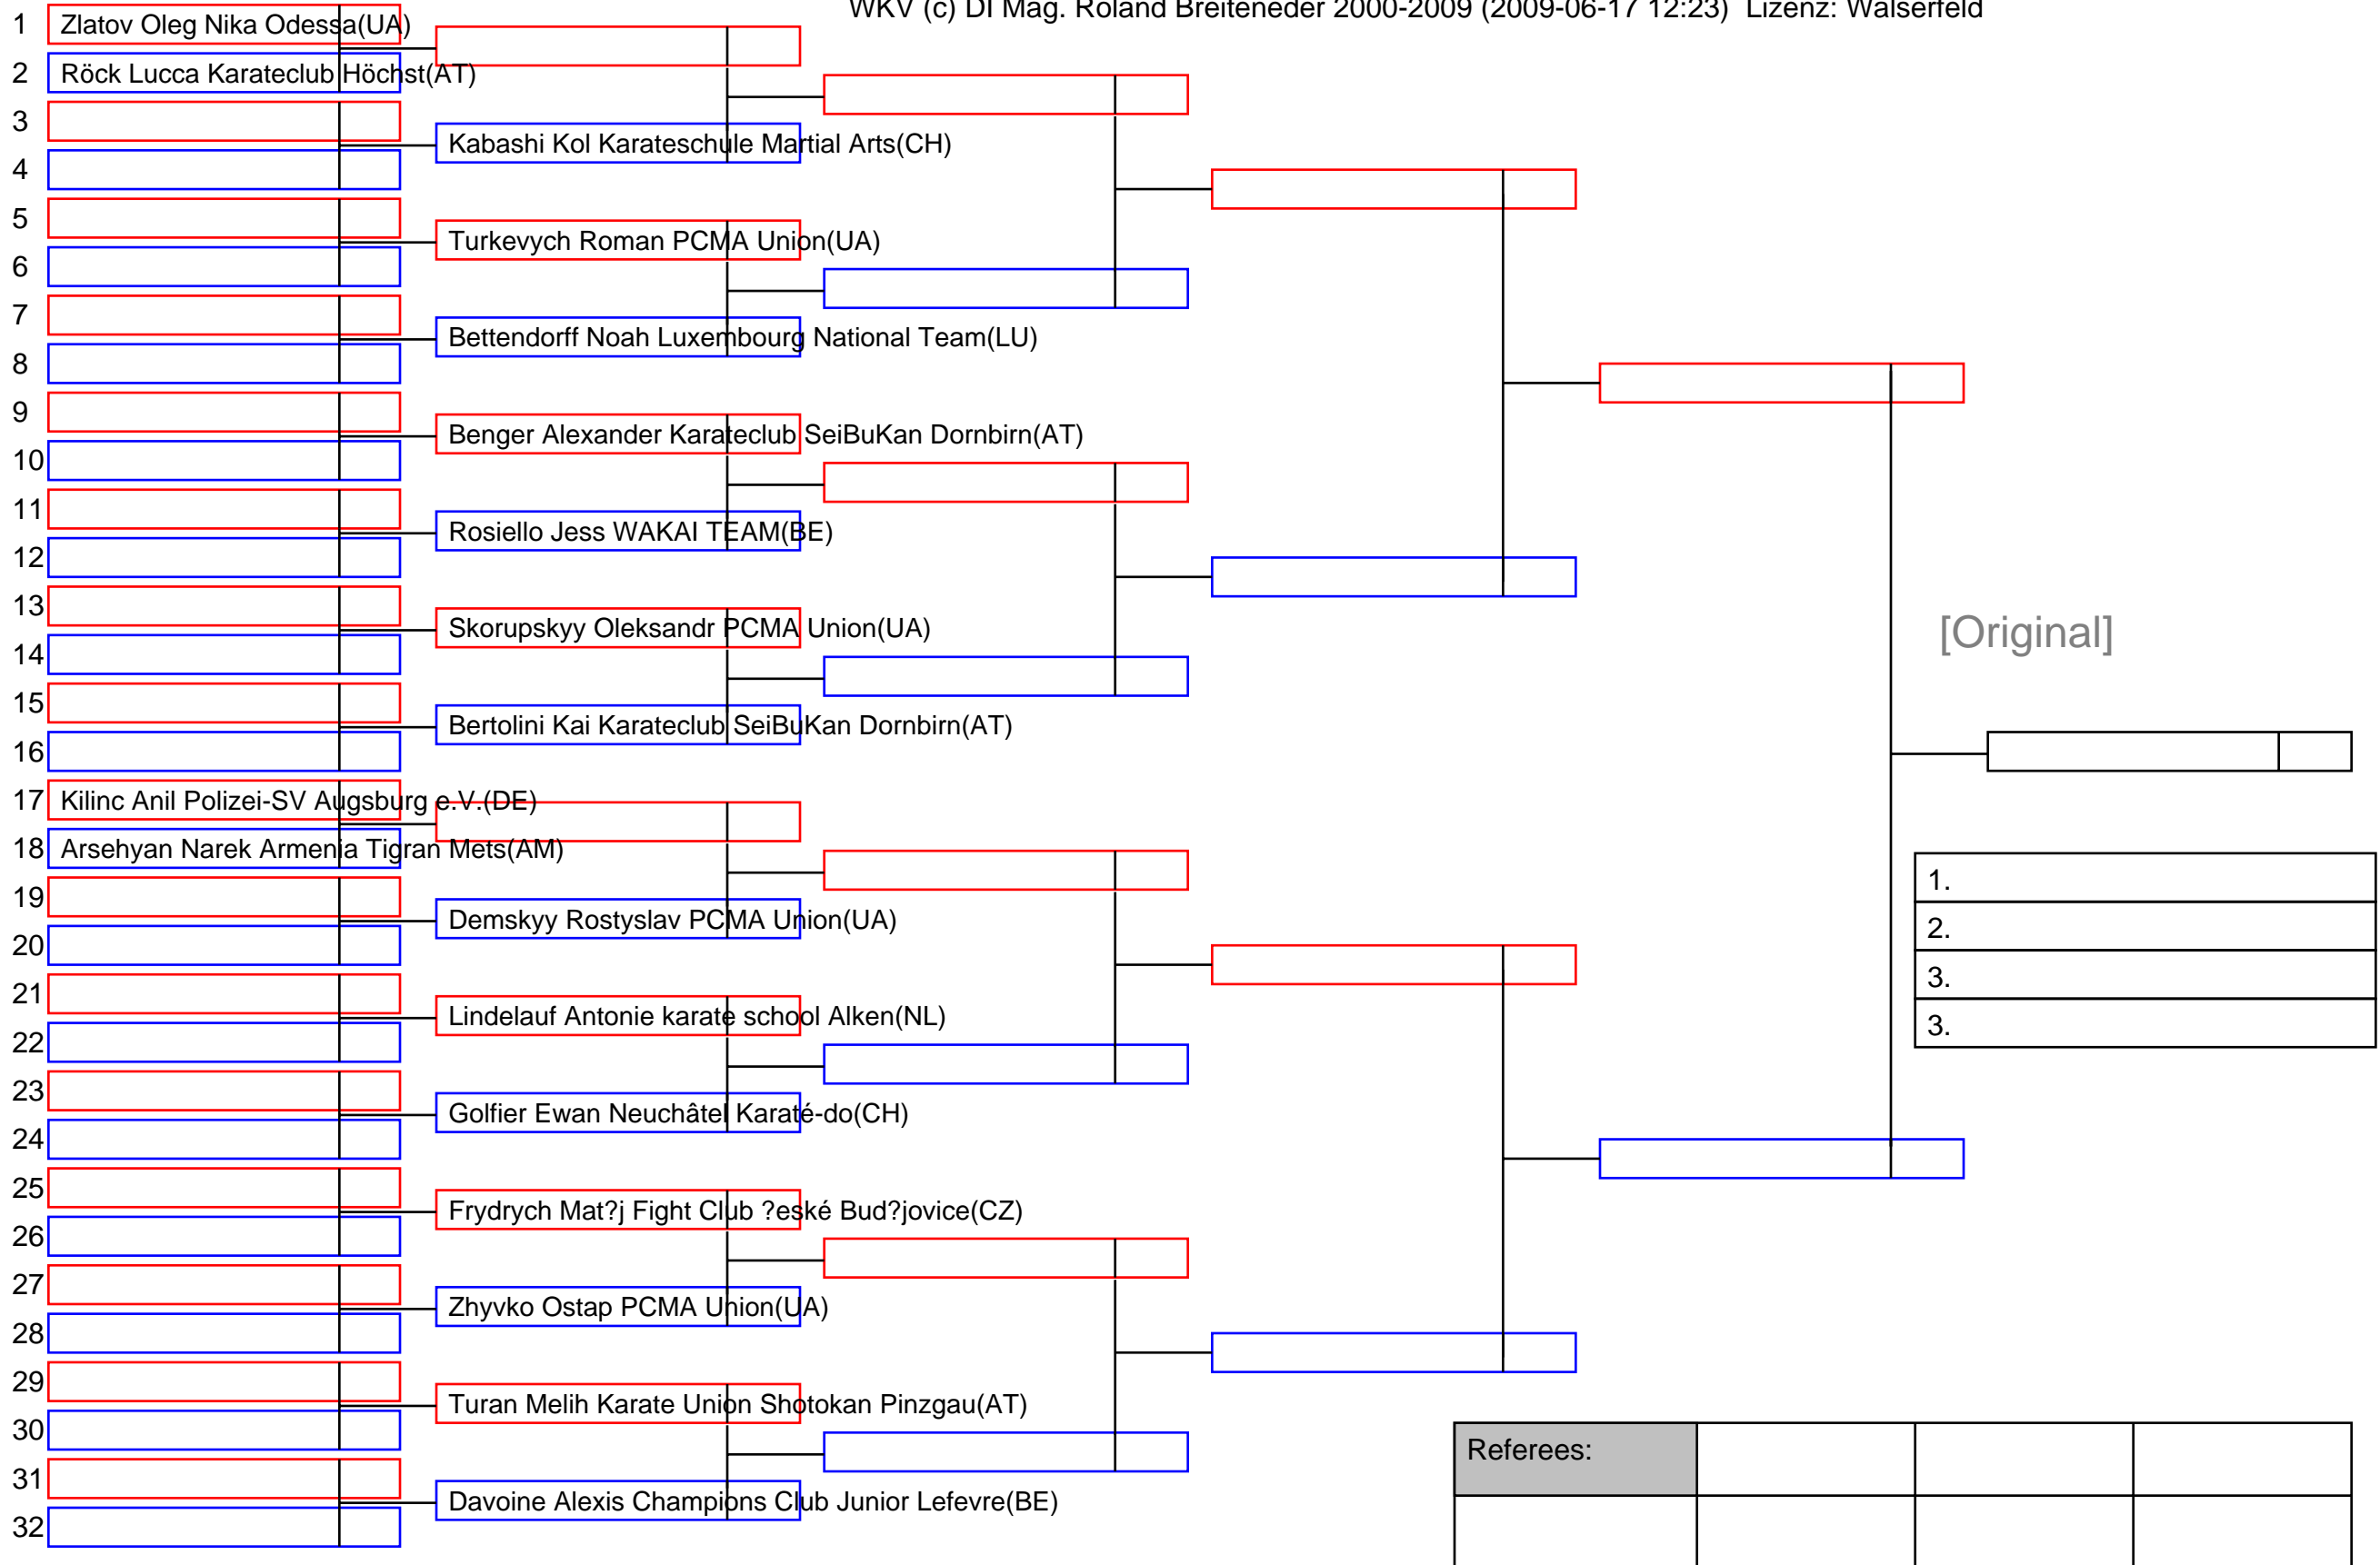 WKV (c) DI Mag. Roland Breiteneder 2000-2009 (2009-06-17 12:23) Lizenz: Walserfeld
1 Zlatov Oleg Nika Odessa(UA)
2 Röck Lucca Karateclub Höchst(AT)
3
Kabashi Kol Karateschule Martial Arts(CH)
4
5
Turkevych Roman PCMA Union(UA)
6
7
Bettendorff Noah Luxembourg National Team(LU)
8
9
Benger Alexander Karateclub SeiBuKan Dornbirn(AT)
10
11
Rosiello Jess WAKAI TEAM(BE)
12
13
Skorupskyy Oleksandr PCMA Union(UA)
[Original]
14
15
Bertolini Kai Karateclub SeiBuKan Dornbirn(AT)
16
17 Kilinc Anil Polizei-SV Augsburg e.V.(DE)
18 Arsehyan Narek Armenia Tigran Mets(AM)
1.
19
Demskyy Rostyslav PCMA Union(UA)
2.
20
3.
21
Lindelauf Antonie karate school Alken(NL)
3.
22
23
Golfier Ewan Neuchâtel Karaté-do(CH)
24
25
Frydrych Mat?j Fight Club ?eské Bud?jovice(CZ)
26
27
Zhyvko Ostap PCMA Union(UA)
28
29
Turan Melih Karate Union Shotokan Pinzgau(AT)
30
Referees:
31
Davoine Alexis Champions Club Junior Lefevre(BE)
32